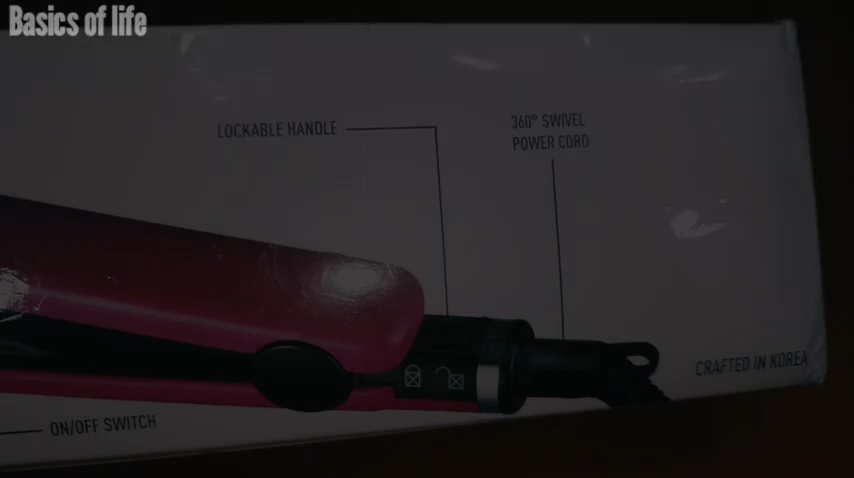 Basics of life
LOCKABLE HANDLE
360° SWIVEL
POWER CORD
CRAFTED IN KOREA
ON/OFF SWITCH